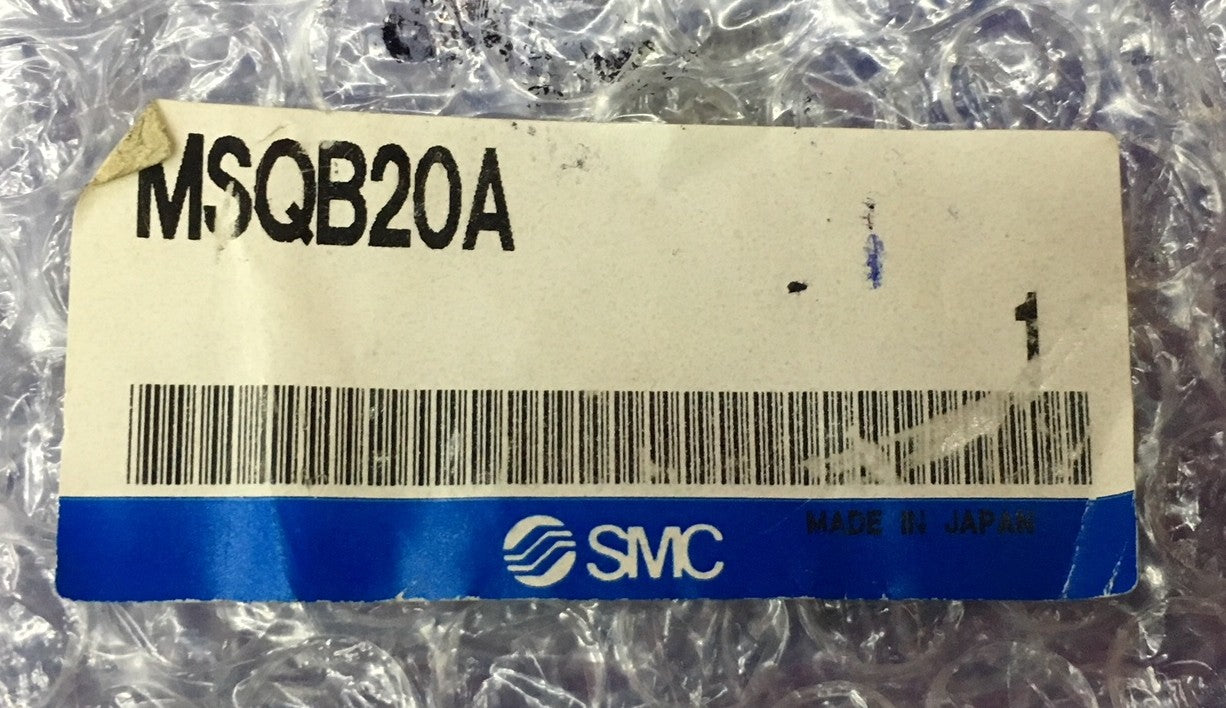 MSQB20A
1
MADE IN JAPAN
SMC